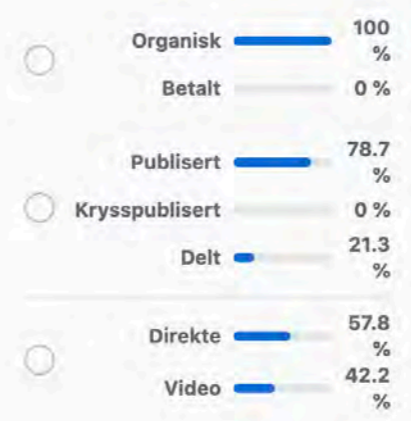 Organisk 100 %
Betalt 0 %
Publisert 78.7 %
Krysspublisert 0 %
Delt 21.3 %
Direkte 57.8 %
Video 42.2 %